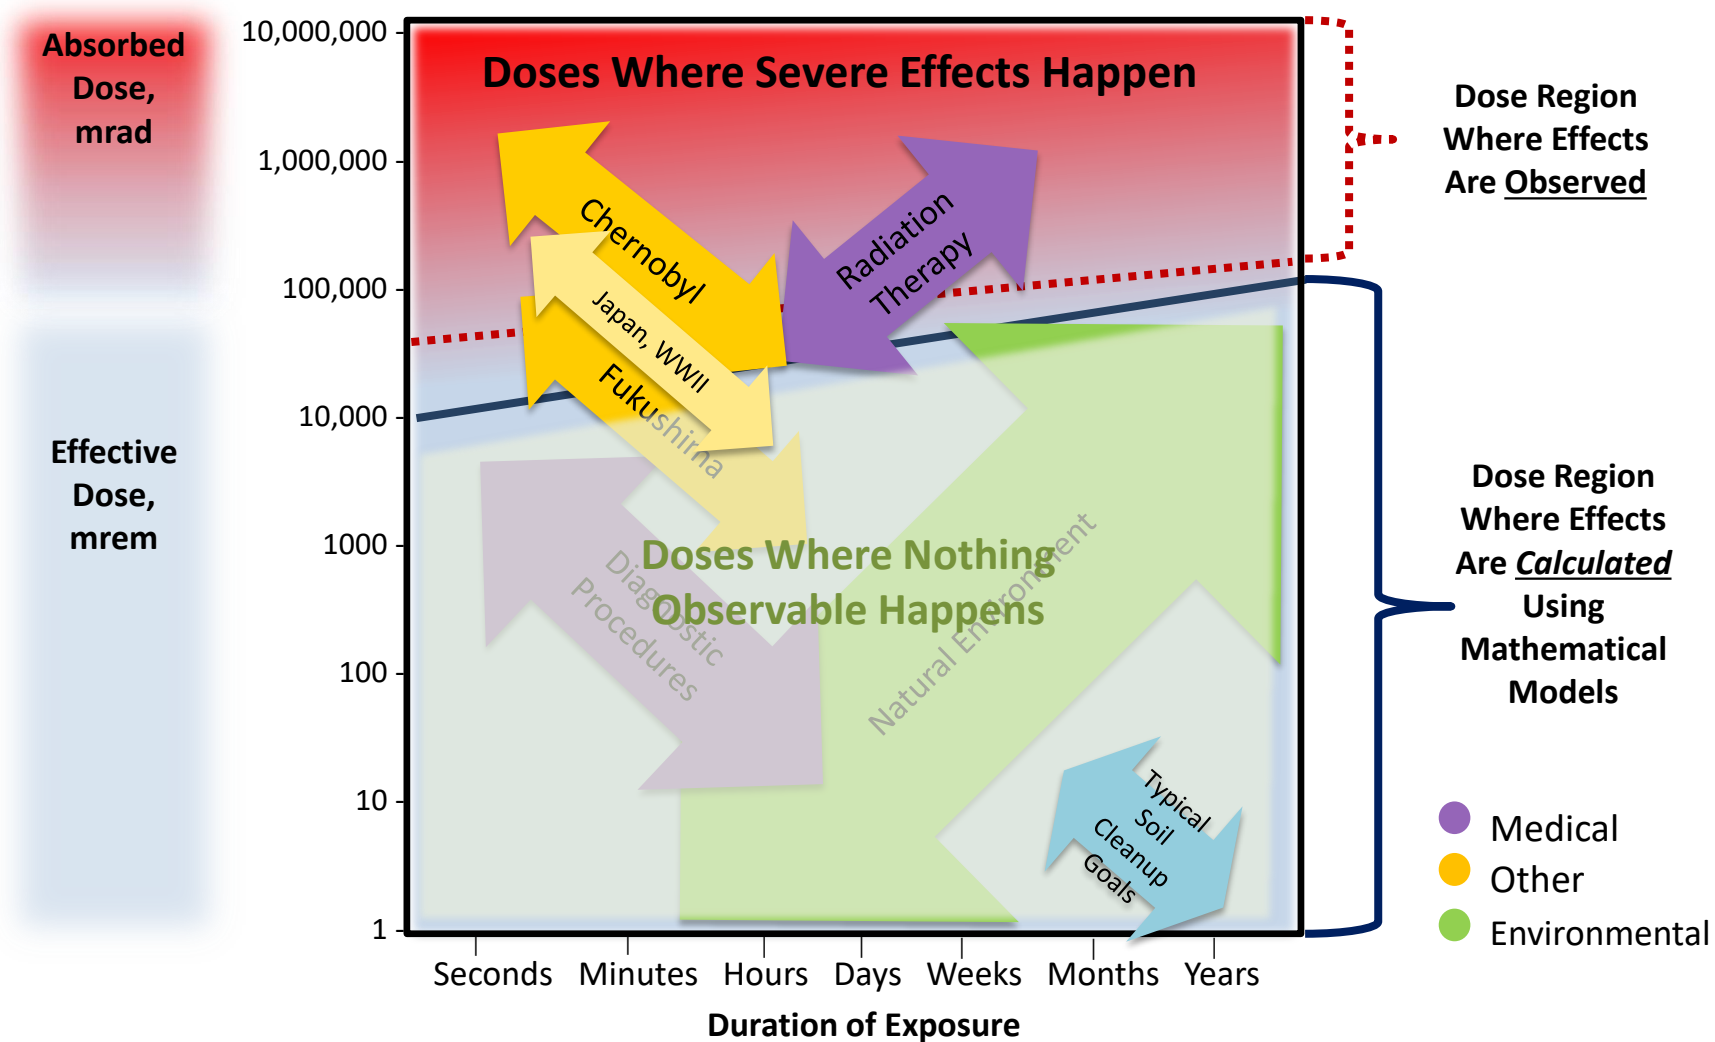 Absorbed
Dose,
mrad
Effective
Dose,
mrem
10,000,000
1,000,000
100,000
10,000
1000
100
10
1
Doses Where Severe Effects Happen
Chernobyl
Radiation
Therapy
Japan, WWII
Fukushima
Doses Where Nothing
Observable Happens
Diagnostic
Procedures
Natural Environment
Typical
Soil
Cleanup
Goals
Seconds
Minutes
Hours
Days
Weeks
Months
Years
Duration of Exposure
Dose Region
Where Effects
Are Observed
Dose Region
Where Effects
Are Calculated
Using
Mathematical
Models
Medical
Other
Environmental